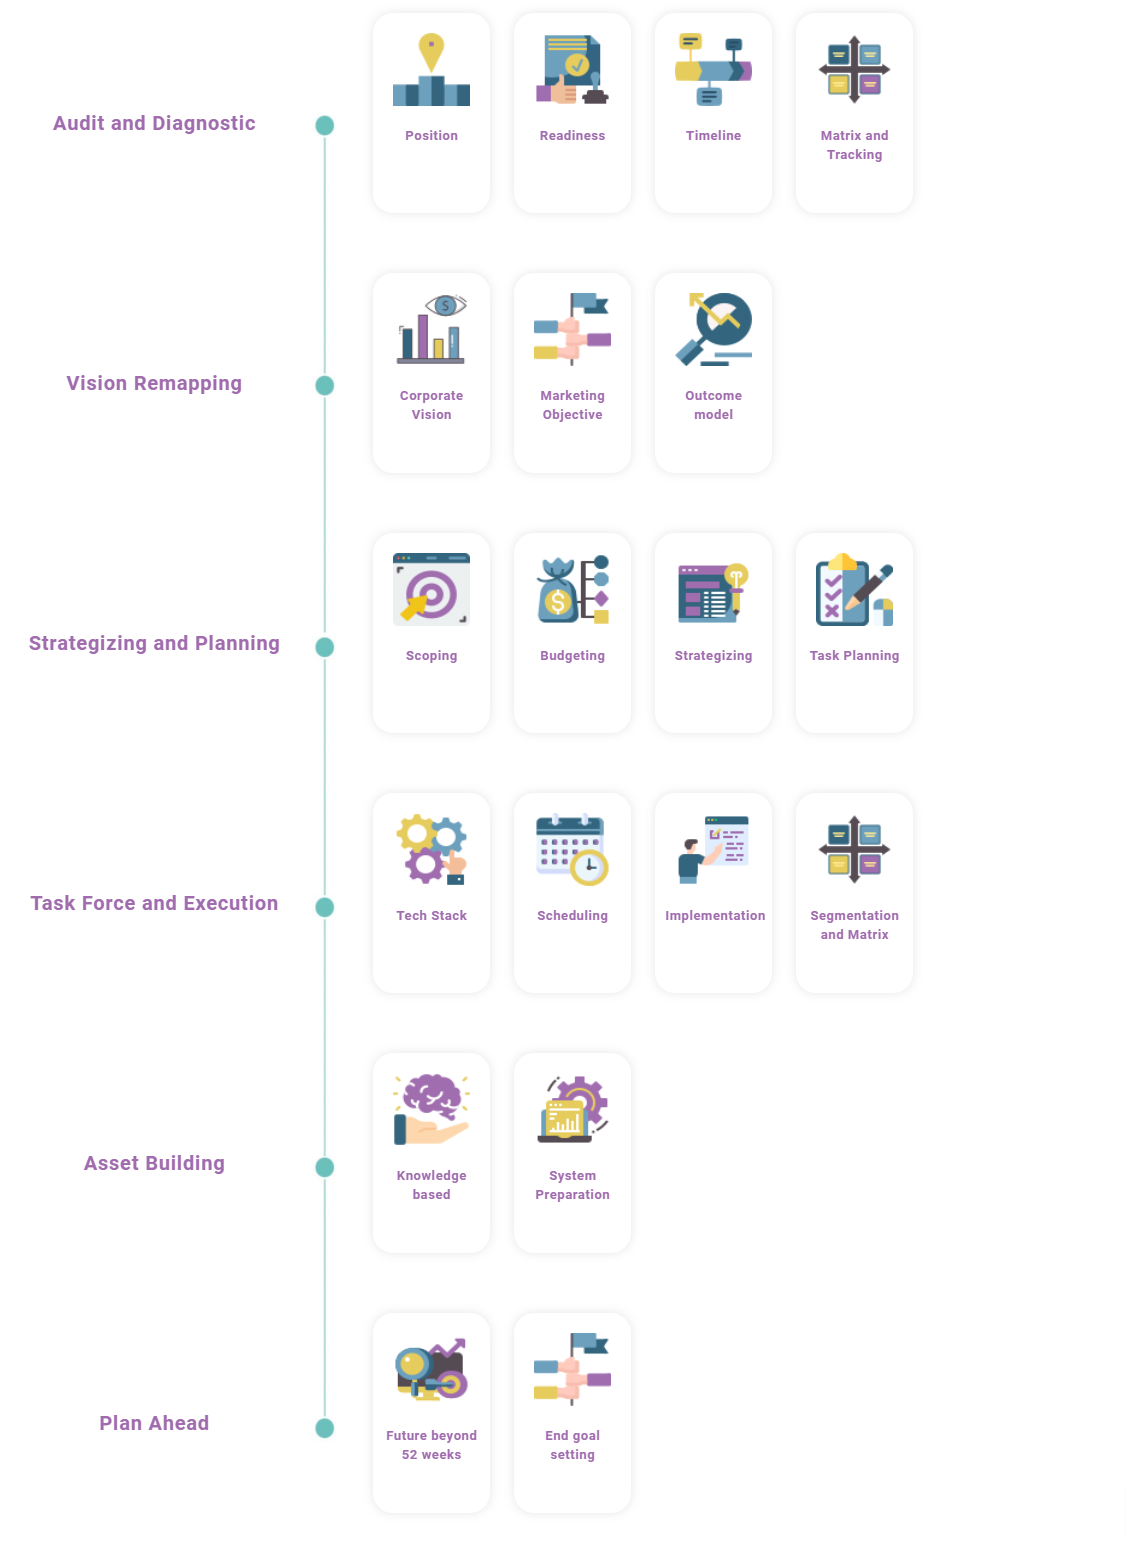 Audit and Diagnostic
Position
Readiness
Timeline
Matrix and
Tracking
Vision Remapping
Corporate
Vision
Marketing
Objective
Outcome
model
Strategizing and Planning
Scoping
Budgeting
Strategizing
Task Planning
Task Force and Execution
Tech Stack
Scheduling
Implementation
Segmentation
and Matrix
Asset Building
Knowledge
based
System
Preparation
Plan Ahead
Future beyond
52 weeks
End goal
setting